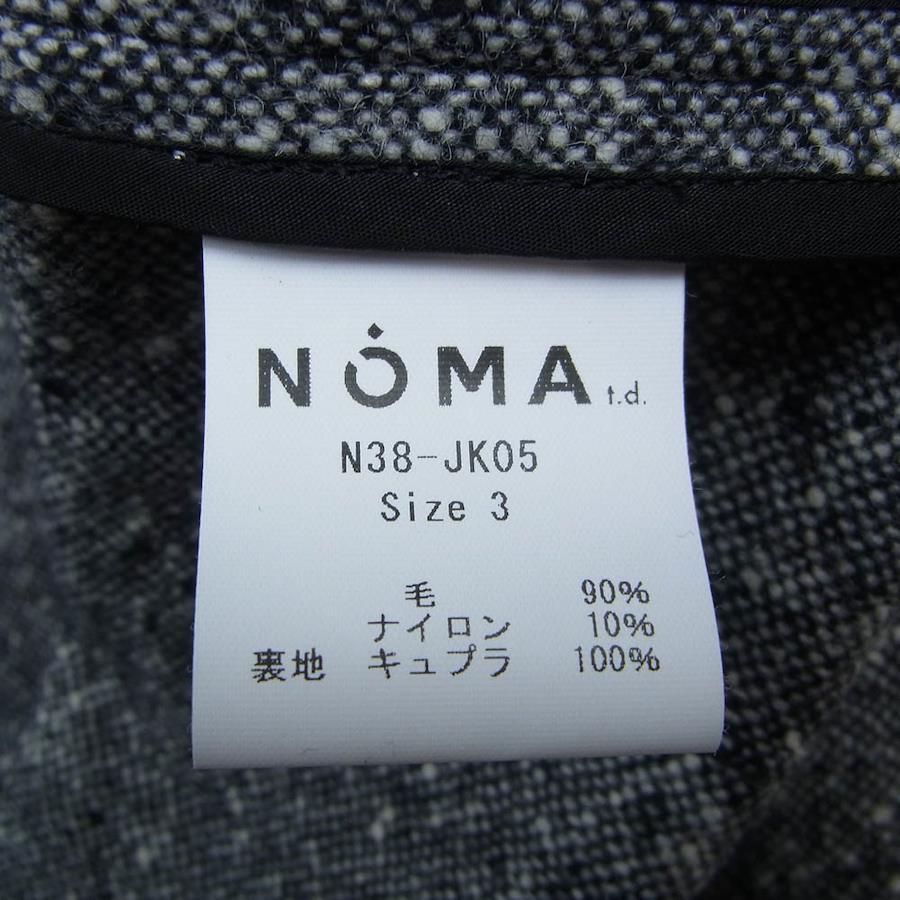 NOMA t.d.
N38-JK05
Size 3
毛 90%
ナイロン 10%
裏地 キュプラ 100%